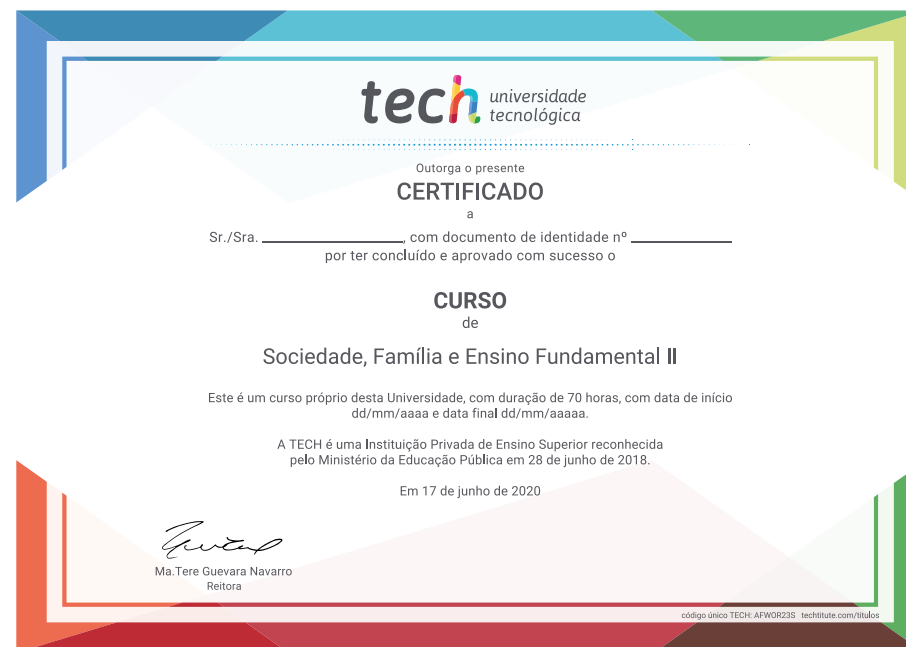 tech universidade
tecnológica
Outorga o presente
CERTIFICADO
a
Sr./Sra. ____________________, com documento de identidade nº ______________
por ter concluído e aprovado com sucesso o
CURSO
de
Sociedade, Família e Ensino Fundamental II
Este é um curso próprio desta Universidade, com duração de 70 horas, com data de início
dd/mm/aaaa e data final dd/mm/aaaaa.
A TECH é uma Instituição Privada de Ensino Superior reconhecida
pelo Ministério da Educação Pública em 28 de junho de 2018.
Em 17 de junho de 2020
Ma.Tere Guevara Navarro
Reitora
código único TECH: AFWOR23S techtitute.com/títulos